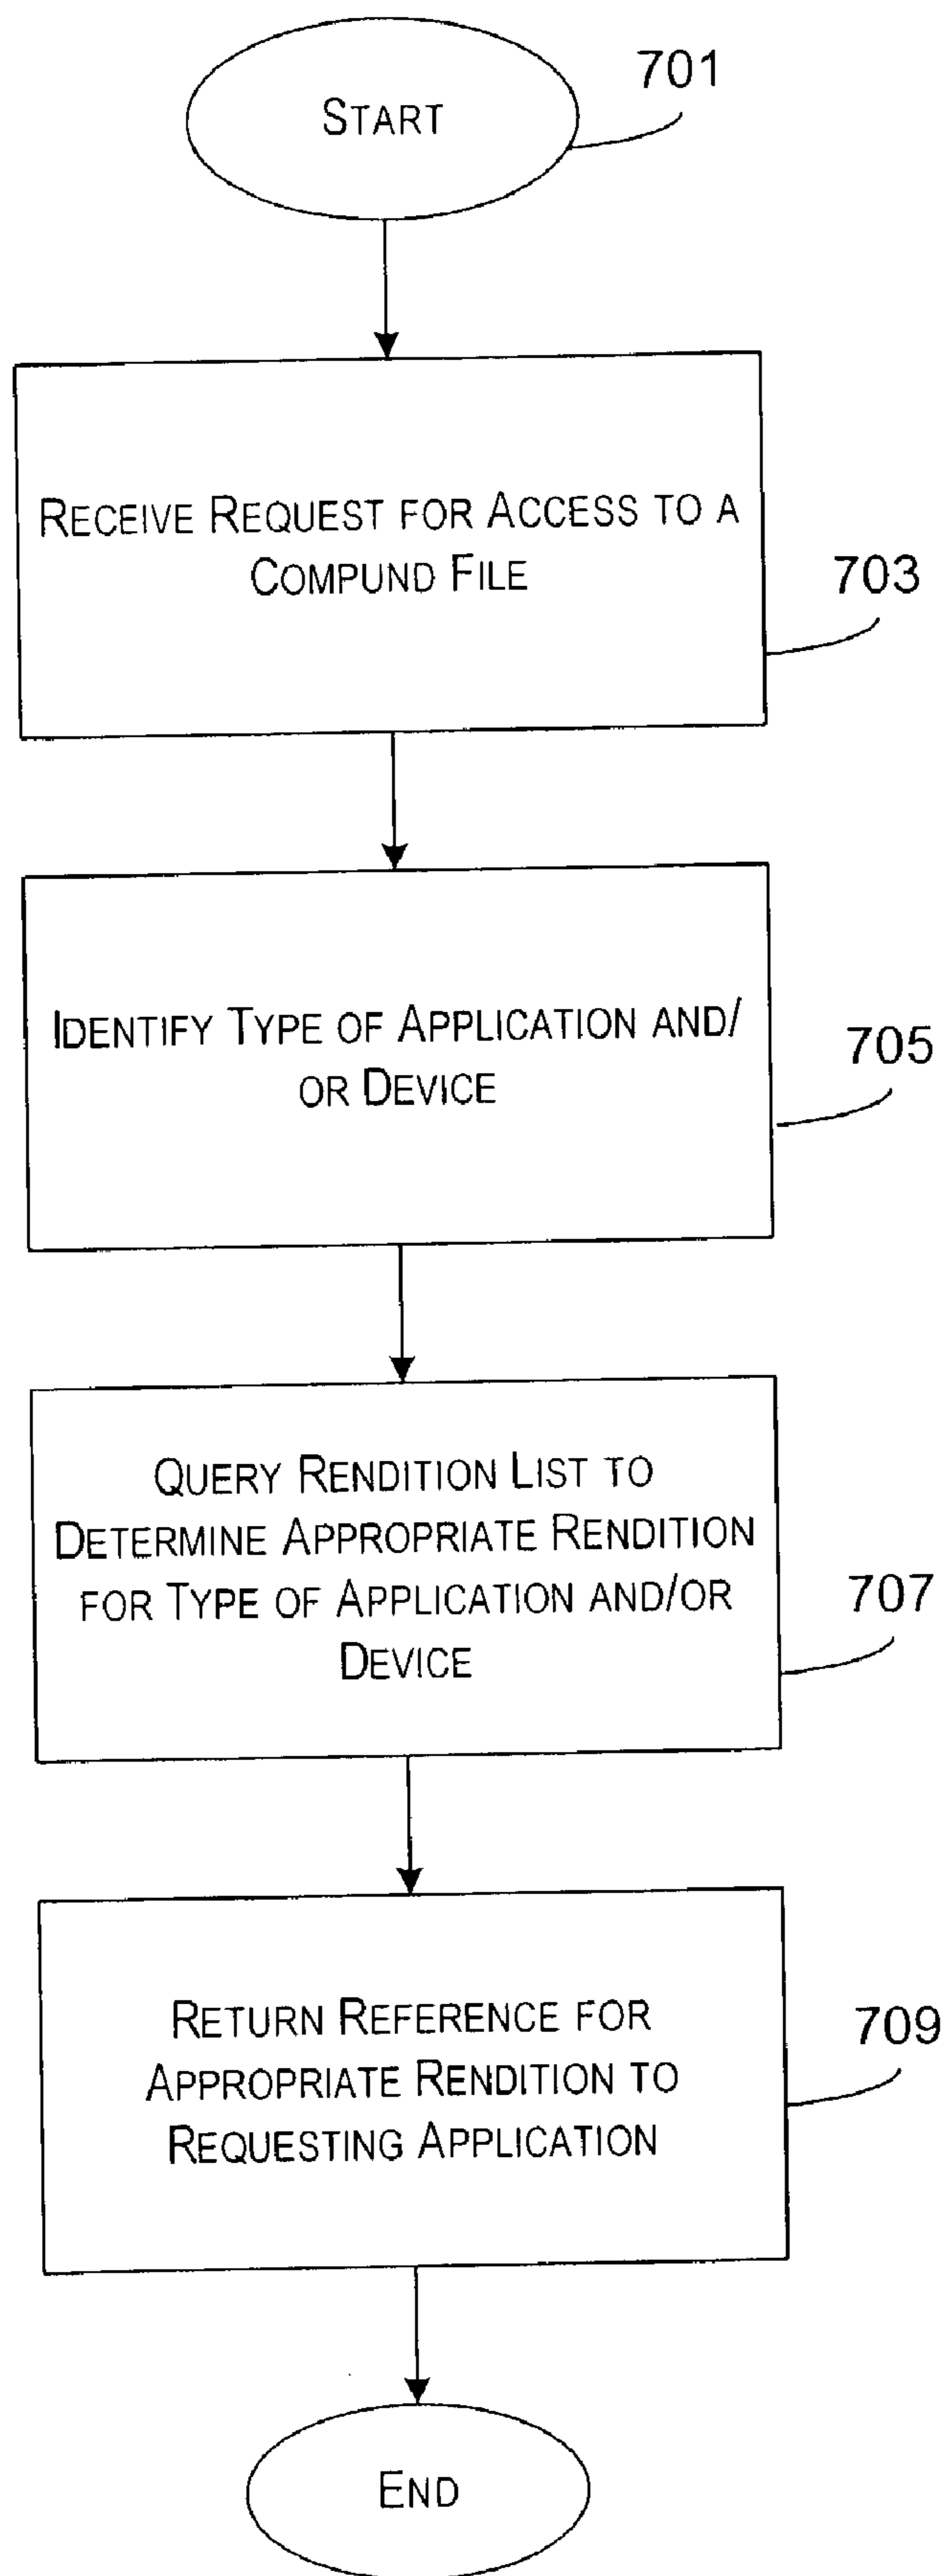 START
701
RECEIVE REQUEST FOR ACCESS TO A
COMPUND FILE
703
IDENTIFY TYPE OF APPLICATION AND/
OR DEVICE
705
QUERY RENDITION LIST TO
DETERMINE APPROPRIATE RENDITION
FOR TYPE OF APPLICATION AND/OR
DEVICE
707
RETURN REFERENCE FOR
APPROPRIATE RENDITION TO
REQUESTING APPLICATION
709
END